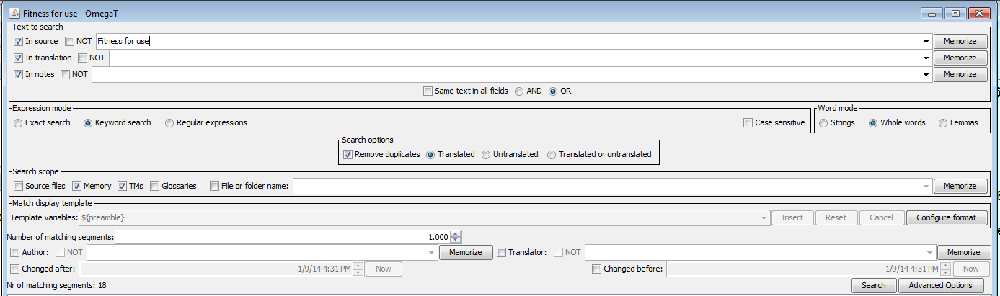 Fitness for use - OmegaT
Text to search
In source NOT Fitness for use Memorize
In translation NOT Memorize
In notes NOT Memorize
Same text in all fields AND OR
Expression mode Word mode
Exact search Keyword search Regular expressions Case sensitive Strings Whole words Lemmas
Search options
Remove duplicates Translated Untranslated Translated or untranslated
Search scope
Source files Memory TMs Glossaries File or folder name: Memorize
Match display template
Template variables: ${preamble} Insert Reset Cancel Configure format
Number of matching segments: 1.000
Author: NOT Memorize Translator: NOT Memorize
Changed after: 1/9/14 4:31 PM Now Changed before: 1/9/14 4:31 PM Now
Nr of matching segments: 18 Search Advanced Options